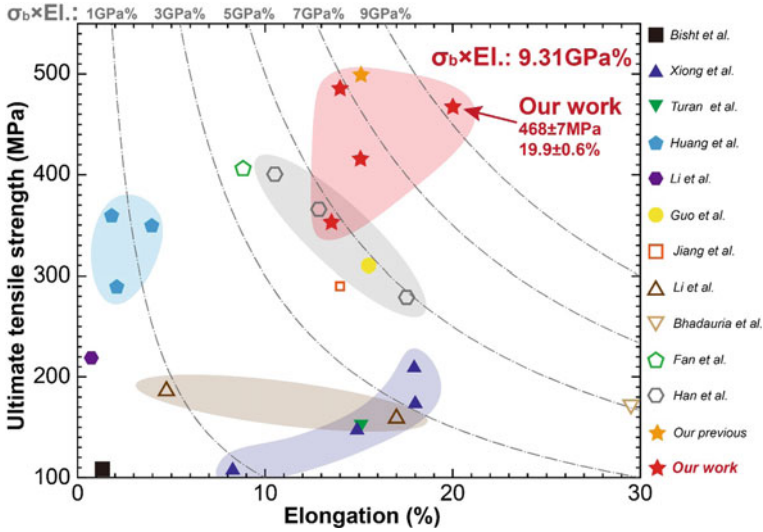 σb×El.: 1GPa% 3GPa% 5GPa% 7GPa% 9GPa%
σb×El.: 9.31GPa%
Our work
468±7MPa
19.9±0.6%
Ultimate tensile strength (MPa)
500
400
300
200
100
0 10 20 30
Elongation (%)
Bisht et al.
Xiong et al.
Turan et al.
Huang et al.
Li et al.
Guo et al.
Jiang et al.
Li et al.
Bhadauria et al.
Fan et al.
Han et al.
Our previous
Our work